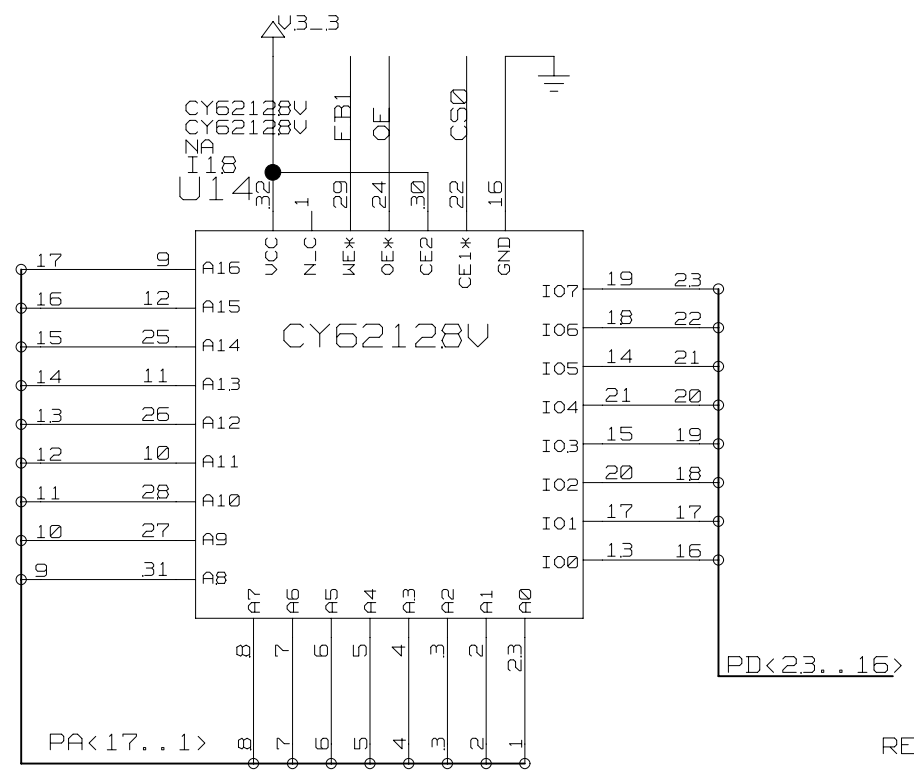 V3_3
CY62128V
CY62128V
NA
I18
U14
FB1
OE
CS0
32
1
29
24
30
22
16
VCC
N_C
WE*
OE*
CE2
CE1*
GND
CY62128V
17 9 A16
16 12 A15
15 25 A14
14 11 A13
13 26 A12
12 10 A11
11 28 A10
10 27 A9
9 31 A8
IO7 19 23
IO6 18 22
IO5 14 21
IO4 21 20
IO3 15 19
IO2 20 18
IO1 17 17
IO0 13 16
A7 A6 A5 A4 A3 A2 A1 A0
8 7 6 5 4 3 2 23
PD<23..16>
PA<17..1> 8 7 6 5 4 3 2 1
RE